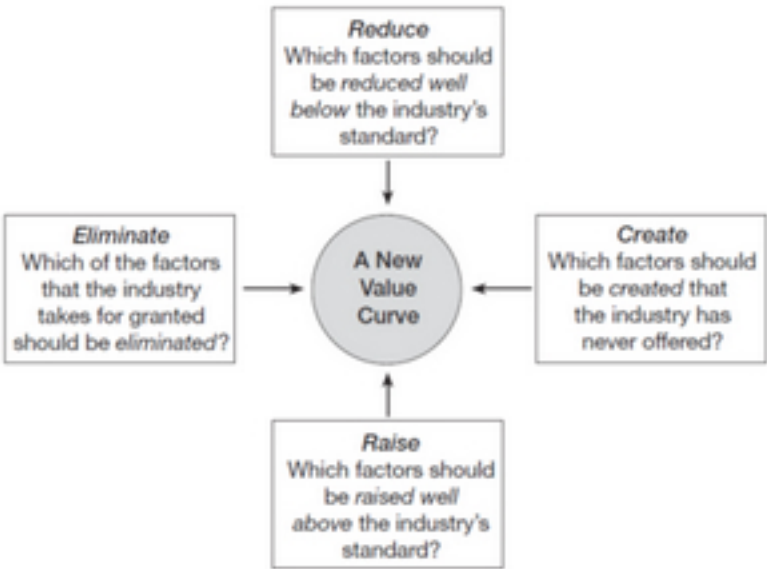 Reduce
Which factors should
be reduced well
below the industry's
standard?
Eliminate
Which of the factors
that the industry
takes for granted
should be eliminated?
A New
Value
Curve
Create
Which factors should
be created that
the industry has
never offered?
Raise
Which factors should
be raised well
above the industry's
standard?